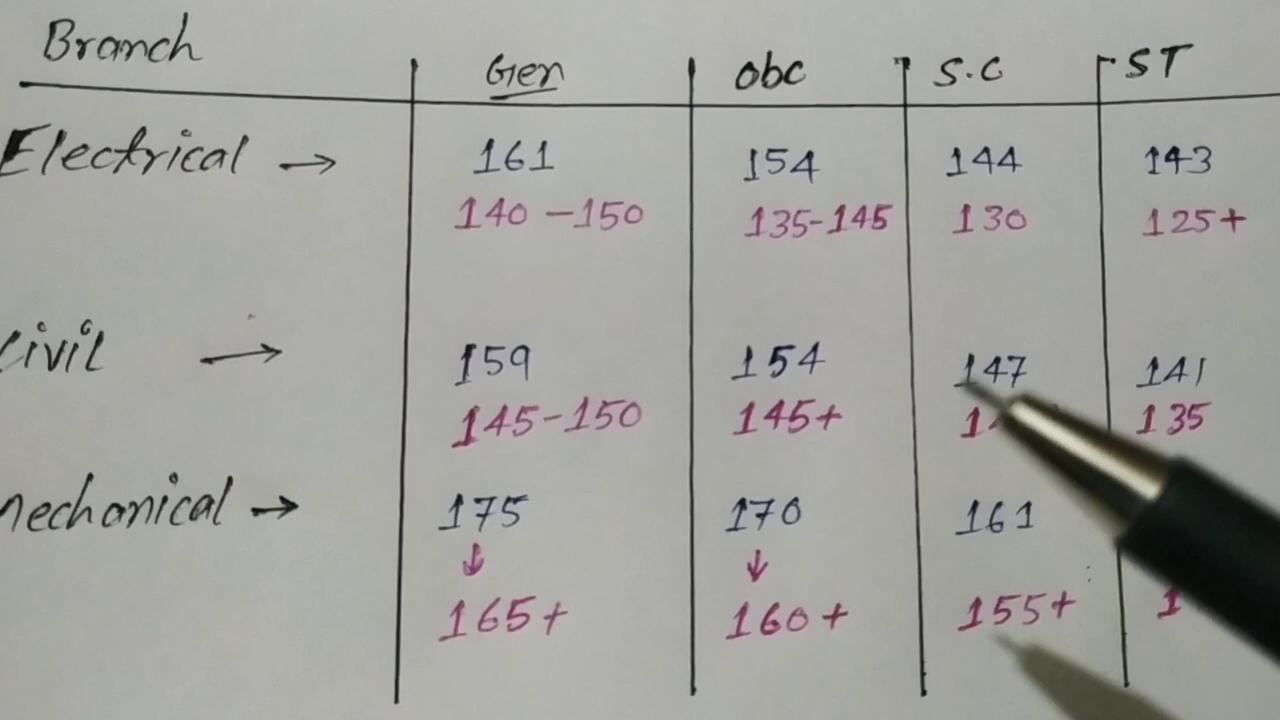 Branch Gen Obc S.C ST
Electrical → 161 154 144 143
140-150 135-145 130 125+
Civil → 159 154 147 141
145-150 145+ 135
Mechanical → 175 170 161
↓ ↓
165+ 160+ 155+